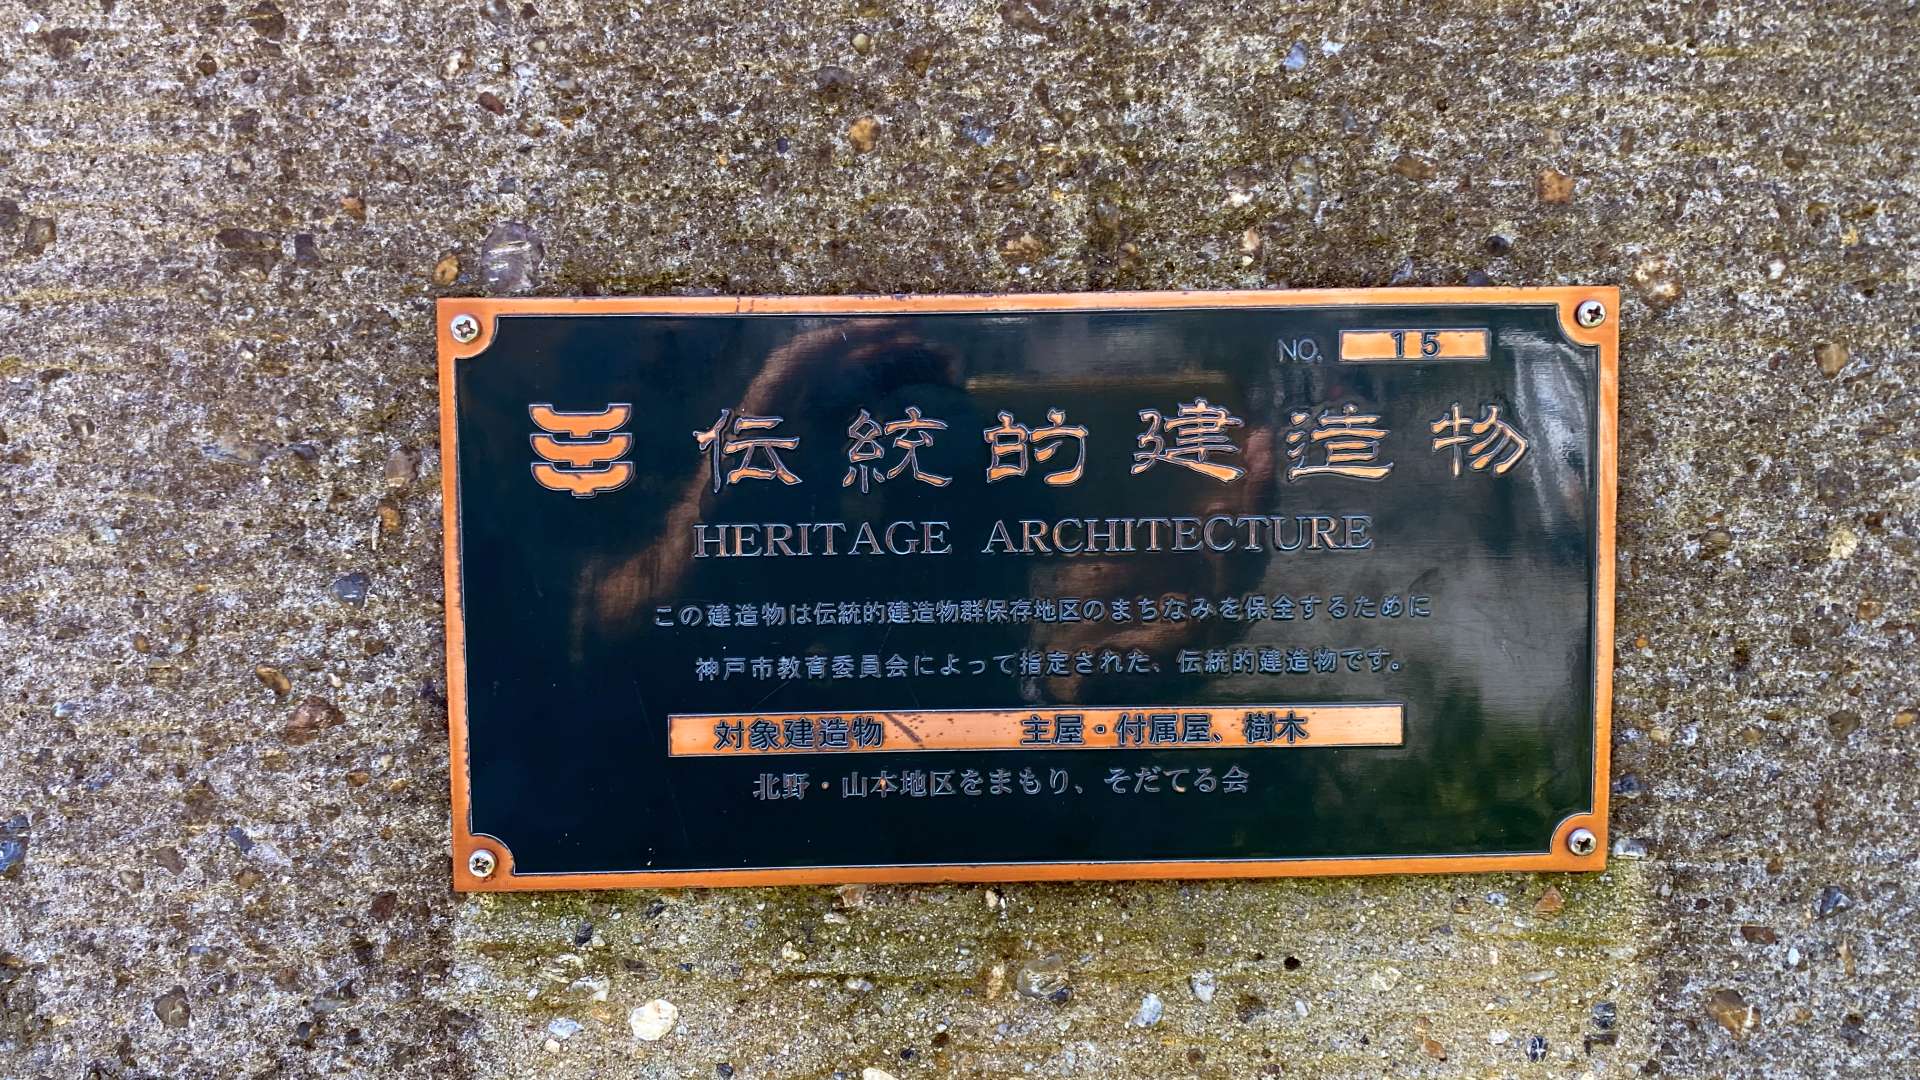 NO. 15
伝統的建造物
HERITAGE ARCHITECTURE
この建造物は伝統的建造物群保存地区のまちなみを保全するために
神戸市教育委員会によって指定された、伝統的建造物です。
対象建造物 主屋・付属屋、樹木
北野・山本地区をまもり、そだてる会